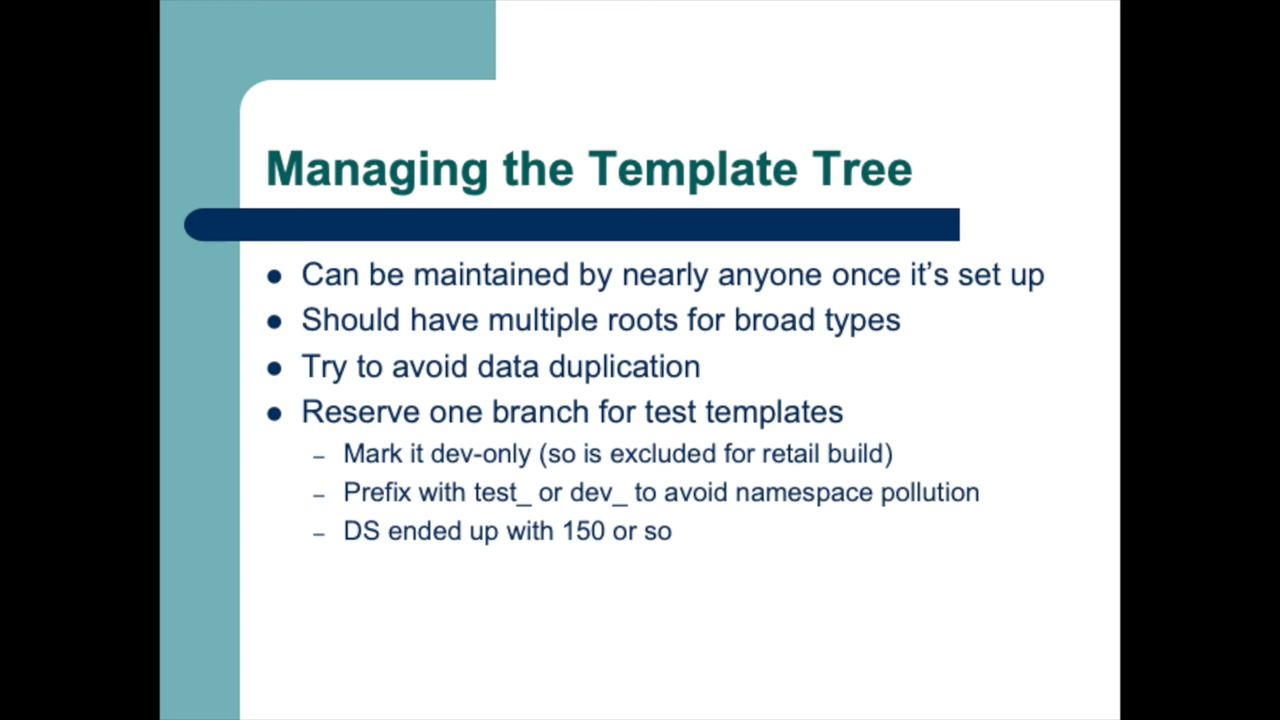 Managing the Template Tree
● Can be maintained by nearly anyone once it’s set up
● Should have multiple roots for broad types
● Try to avoid data duplication
● Reserve one branch for test templates
– Mark it dev-only (so is excluded for retail build)
– Prefix with test_ or dev_ to avoid namespace pollution
– DS ended up with 150 or so